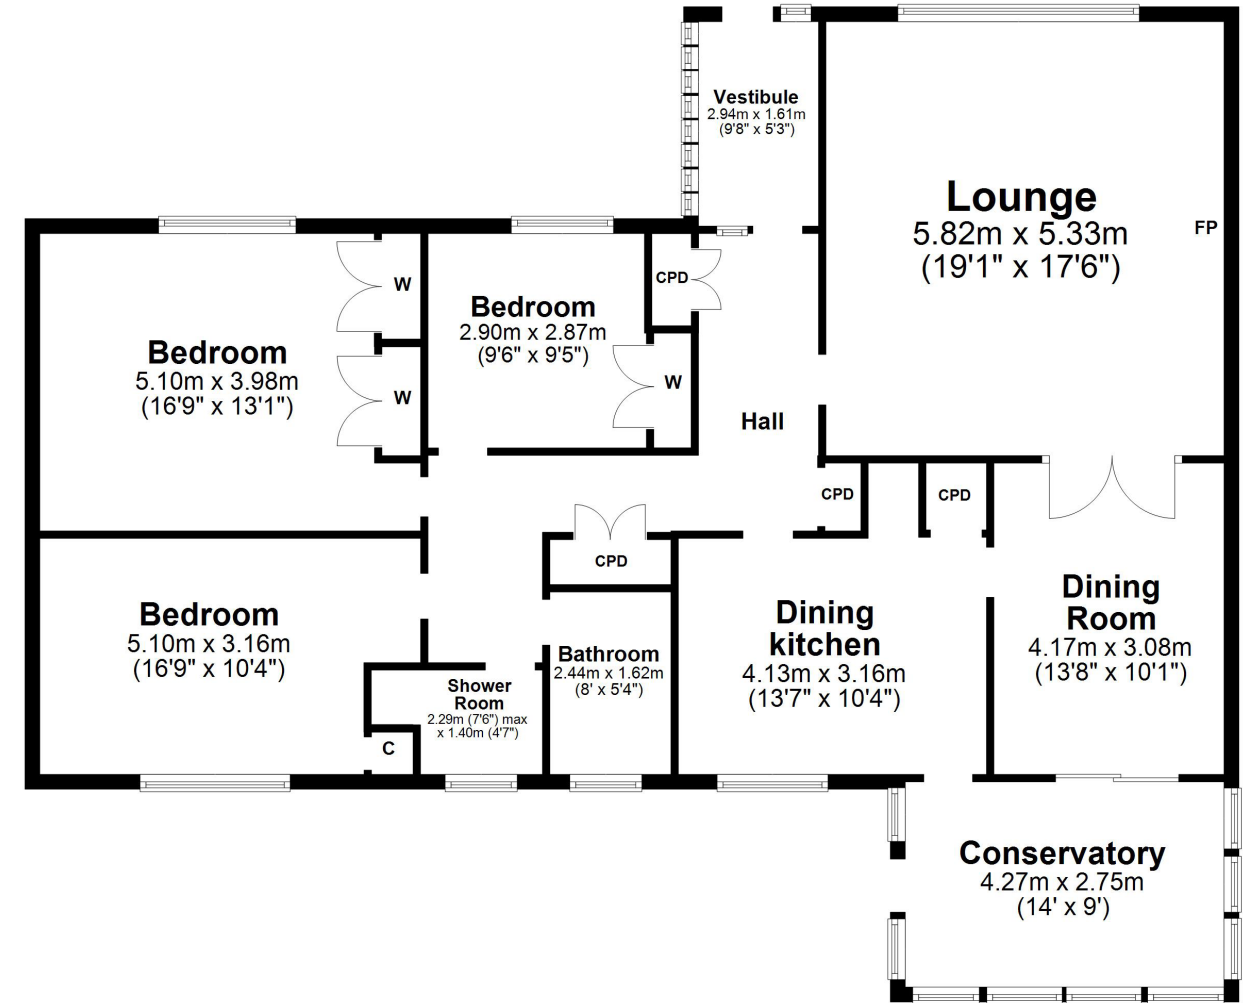 Vestibule
2.94m x 1.61m
(9'8" x 5'3")
Lounge
5.82m x 5.33m
(19'1" x 17'6")
FP
CPD
W
Bedroom
2.90m x 2.87m
(9'6" x 9'5")
Bedroom
5.10m x 3.98m
(16'9" x 13'1")
W
W
Hall
CPD
CPD
CPD
Bedroom
5.10m x 3.16m
(16'9" x 10'4")
Dining
kitchen
4.13m x 3.16m
(13'7" x 10'4")
Dining
Room
4.17m x 3.08m
(13'8" x 10'1")
Bathroom
2.44m x 1.62m
(8' x 5'4")
Shower
Room
2.29m (7'6") max
x 1.40m (4'7")
C
Conservatory
4.27m x 2.75m
(14' x 9')